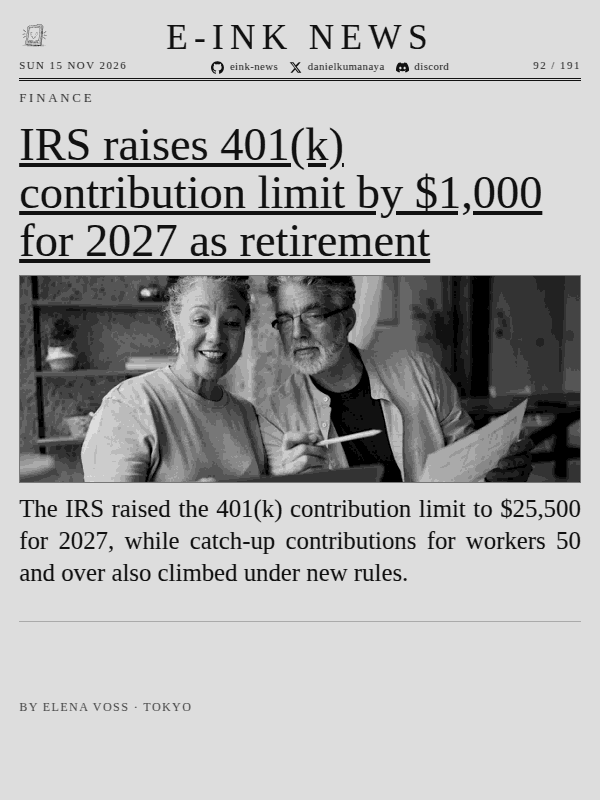 E-INK NEWS
SUN 15 NOV 2026
eink-news danielkumanaya discord
92 / 191
FINANCE
IRS raises 401(k)
contribution limit by $1,000
for 2027 as retirement
The IRS raised the 401(k) contribution limit to $25,500
for 2027, while catch-up contributions for workers 50
and over also climbed under new rules.
BY ELENA VOSS · TOKYO